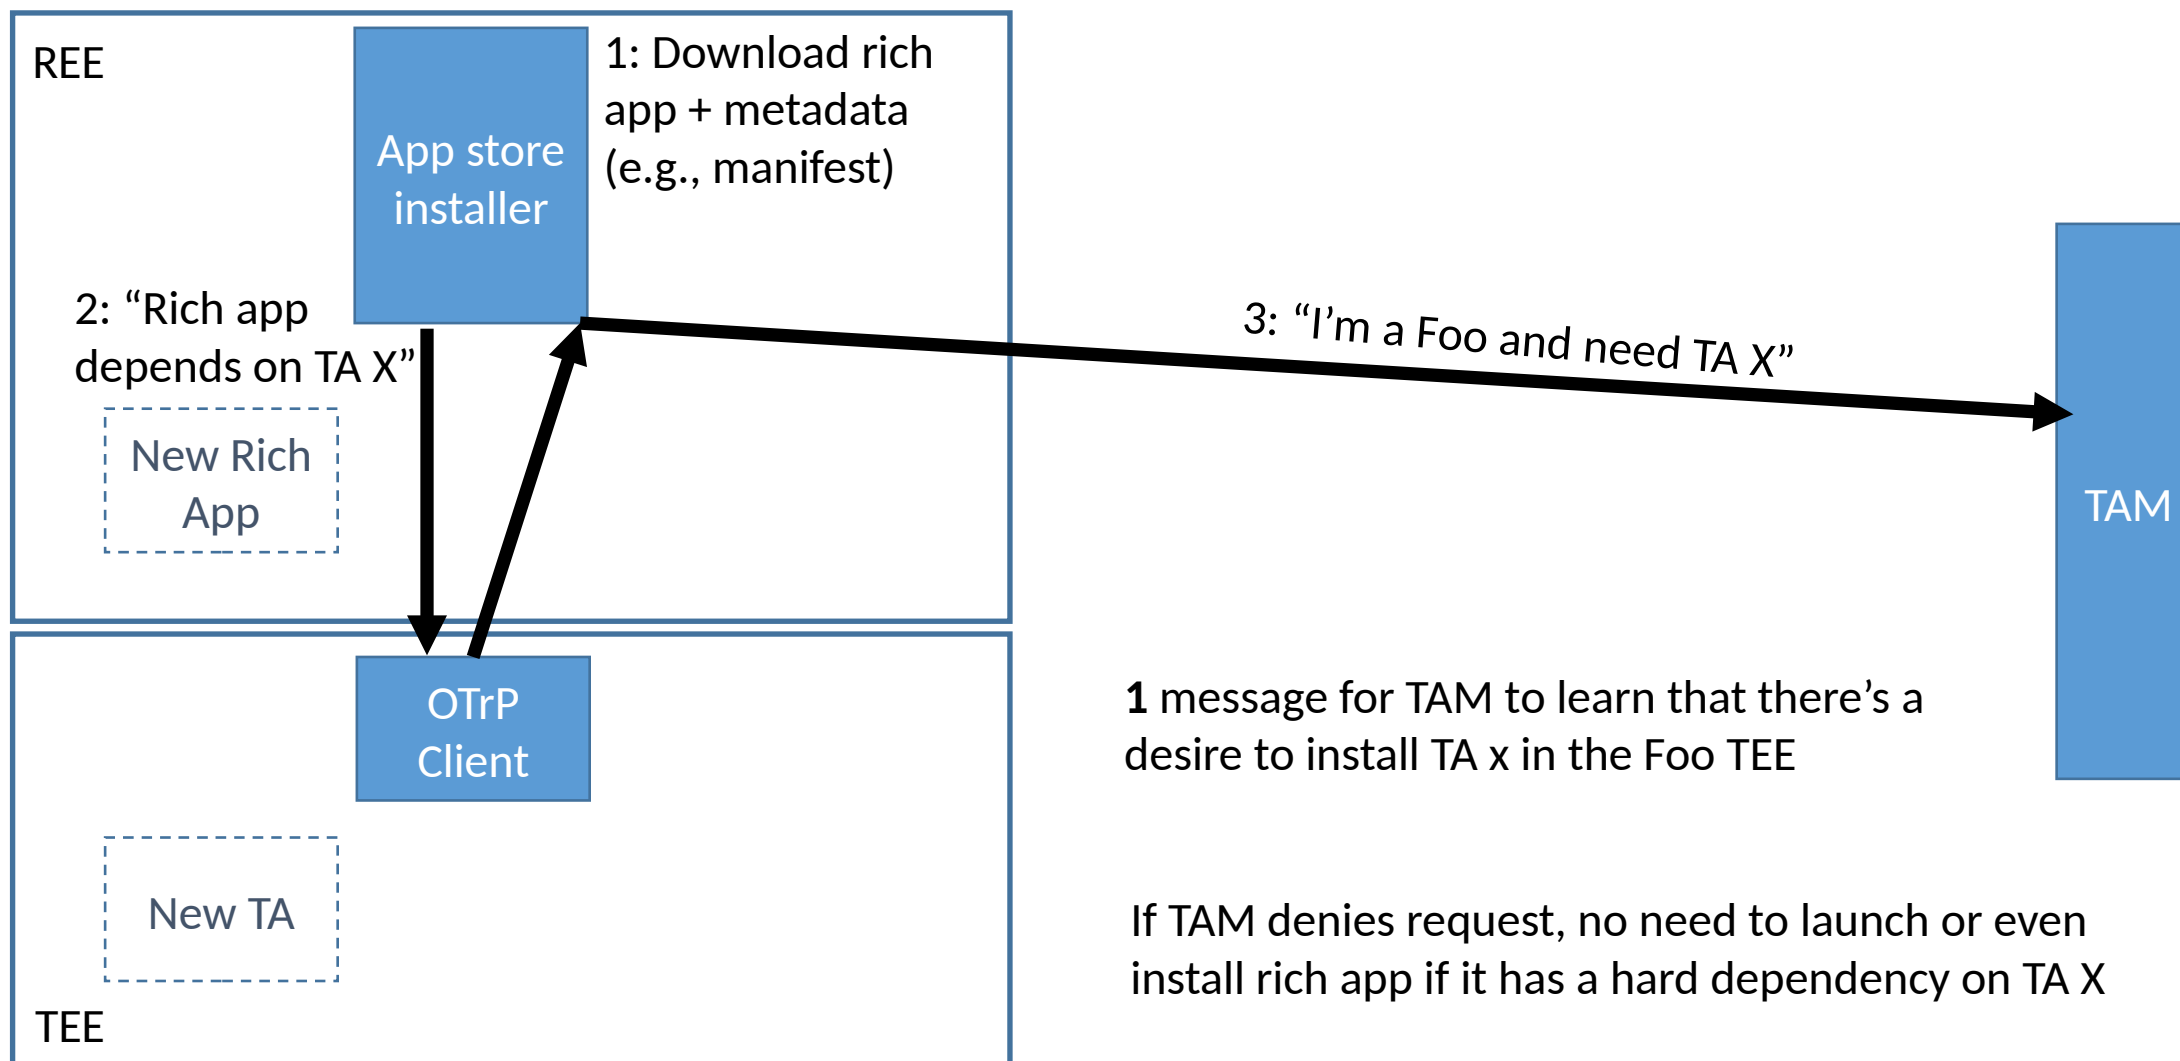 REE
App store
installer
1: Download rich
app + metadata
(e.g., manifest)
2: “Rich app
depends on TA X”
3: “I’m a Foo and need TA X”
New Rich
App
TAM
OTrP
Client
1 message for TAM to learn that there’s a
desire to install TA x in the Foo TEE
New TA
If TAM denies request, no need to launch or even
install rich app if it has a hard dependency on TA X
TEE